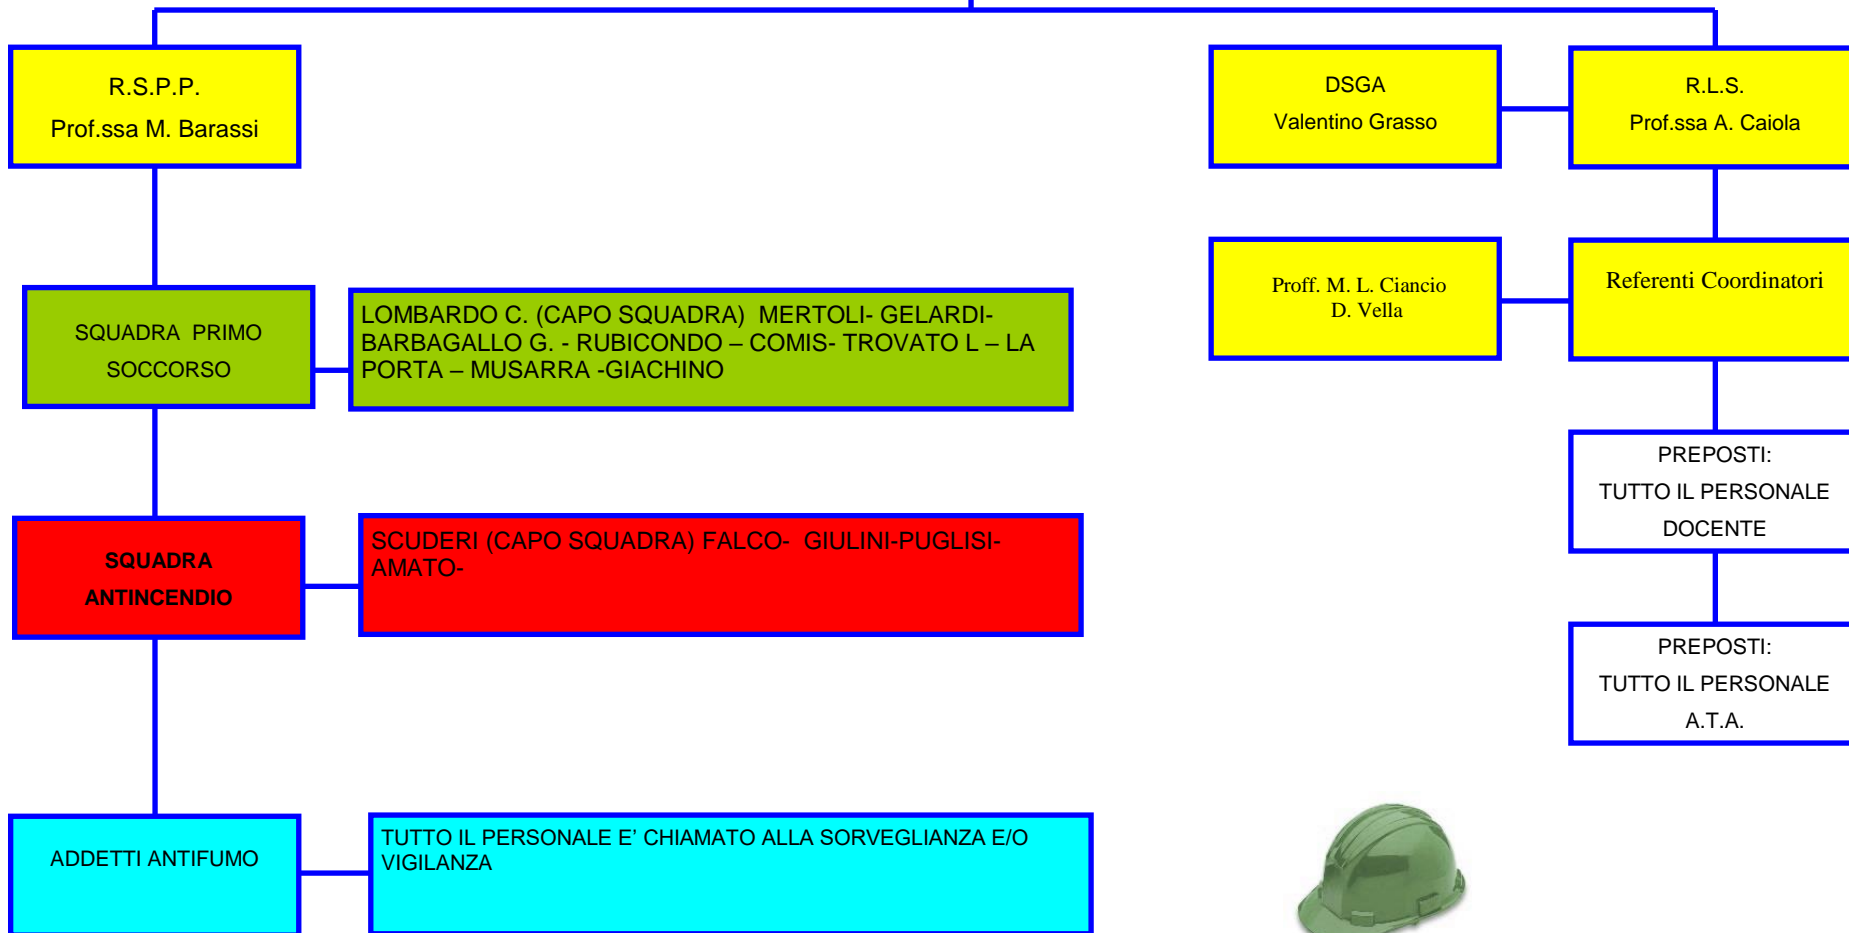 R.S.P.P.
Prof.ssa M. Barassi
DSGA
Valentino Grasso
R.L.S.
Prof.ssa A. Caiola
Proff. M. L. Ciancio
D. Vella
Referenti Coordinatori
SQUADRA PRIMO
SOCCORSO
LOMBARDO C. (CAPO SQUADRA) MERTOLI- GELARDI-
BARBAGALLO G. - RUBICONDO – COMIS- TROVATO L – LA
PORTA – MUSARRA -GIACHINO
PREPOSTI:
TUTTO IL PERSONALE
DOCENTE
SQUADRA
ANTINCENDIO
SCUDERI (CAPO SQUADRA) FALCO- GIULINI-PUGLISI-
AMATO-
PREPOSTI:
TUTTO IL PERSONALE
A.T.A.
ADDETTI ANTIFUMO
TUTTO IL PERSONALE E’ CHIAMATO ALLA SORVEGLIANZA E/O
VIGILANZA